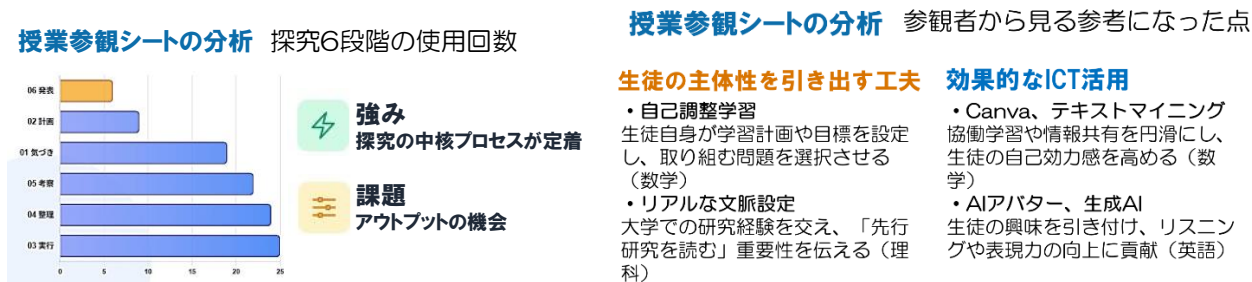 授業参観シートの分析 探究6段階の使用回数
06 発表
02 計画
01 気づき
05 考察
04 整理
03 実行
0 5 10 15 20 25
強み
探究の中核プロセスが定着
課題
アウトプットの機会
授業参観シートの分析 参観者から見る参考になった点
生徒の主体性を引き出す工夫
・自己調整学習
生徒自身が学習計画や目標を設定
し、取り組む問題を選択させる
（数学）
・リアルな文脈設定
大学での研究経験を交え、「先行
研究を読む」重要性を伝える（理
科）
効果的なICT活用
・Canva、テキストマイニング
協働学習や情報共有を円滑にし、
生徒の自己効力感を高める（数
学）
・AIアバター、生成AI
生徒の興味を引き付け、リスニン
グや表現力の向上に貢献（英語）